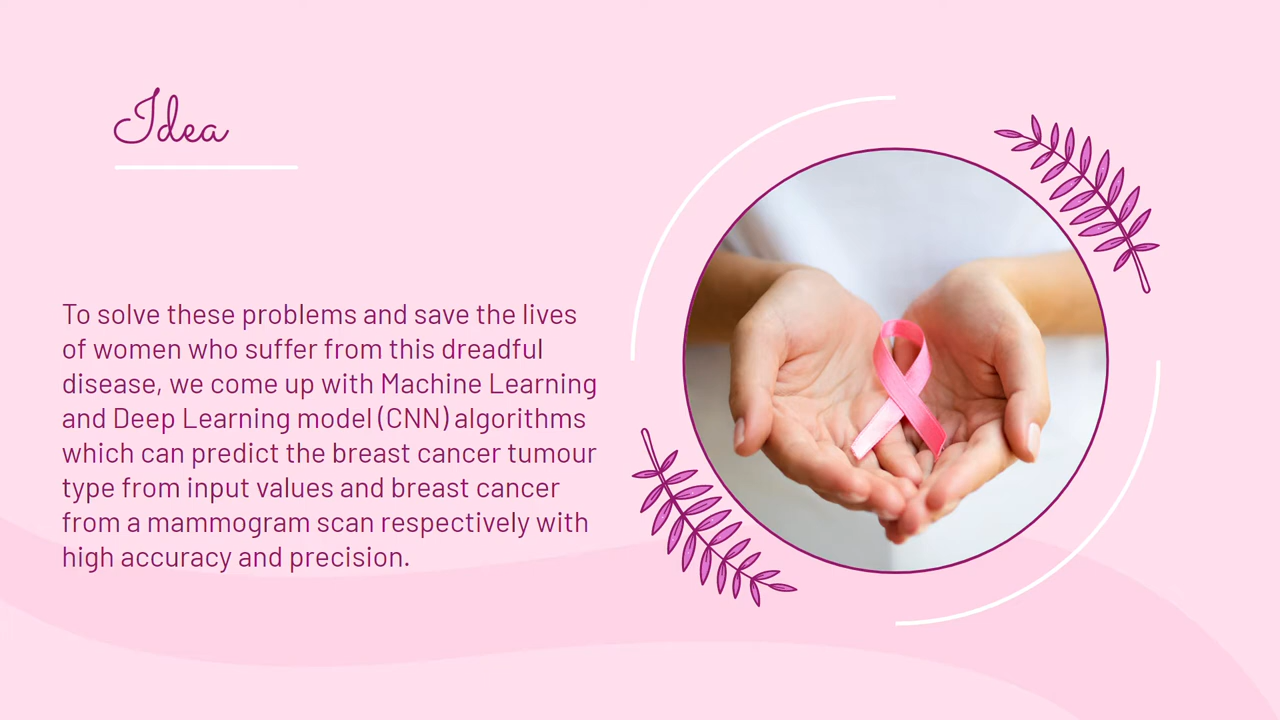 Idea
To solve these problems and save the lives
of women who suffer from this dreadful
disease, we come up with Machine Learning
and Deep Learning model (CNN) algorithms
which can predict the breast cancer tumour
type from input values and breast cancer
from a mammogram scan respectively with
high accuracy and precision.